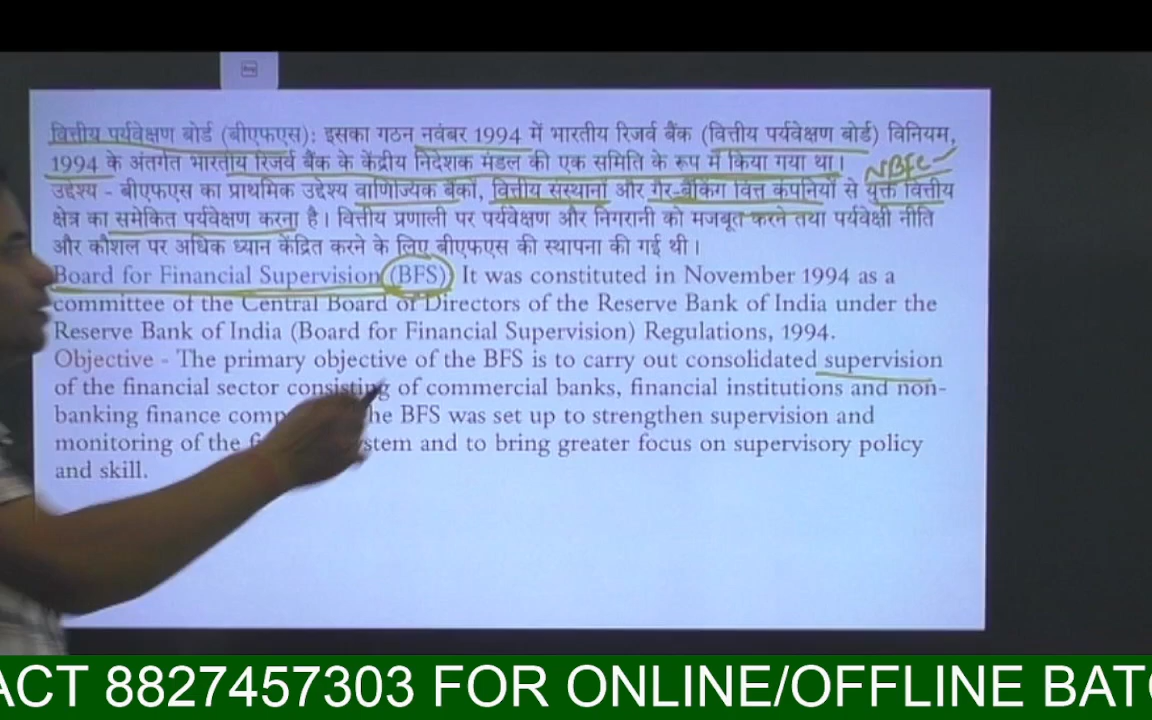 वित्तीय पर्यवेक्षण बोर्ड (बीएफएस): इसका गठन नवंबर 1994 में भारतीय रिजर्व बैंक (वित्तीय पर्यवेक्षण बोर्ड) विनियम,
1994 के अंतर्गत भारतीय रिजर्व बैंक के केंद्रीय निदेशक मंडल की एक समिति के रूप में किया गया था।
NBFC
उद्देश्य - बीएफएस का प्राथमिक उद्देश्य वाणिज्यिक बैंकों, वित्तीय संस्थानों और गैर-बैंकिंग वित्त कंपनियों से युक्त वित्तीय
क्षेत्र का समेकित पर्यवेक्षण करना है। वित्तीय प्रणाली पर पर्यवेक्षण और निगरानी को मजबूत करने तथा पर्यवेक्षी नीति
और कौशल पर अधिक ध्यान केंद्रित करने के लिए बीएफएस की स्थापना की गई थी।
Board for Financial Supervision (BFS) It was constituted in November 1994 as a
committee of the Central Board of Directors of the Reserve Bank of India under the
Reserve Bank of India (Board for Financial Supervision) Regulations, 1994.
Objective - The primary objective of the BFS is to carry out consolidated supervision
of the financial sector consisting of commercial banks, financial institutions and non-
banking finance comp he BFS was set up to strengthen supervision and
monitoring of the f stem and to bring greater focus on supervisory policy
and skill.
ACT 8827457303 FOR ONLINE/OFFLINE BATC